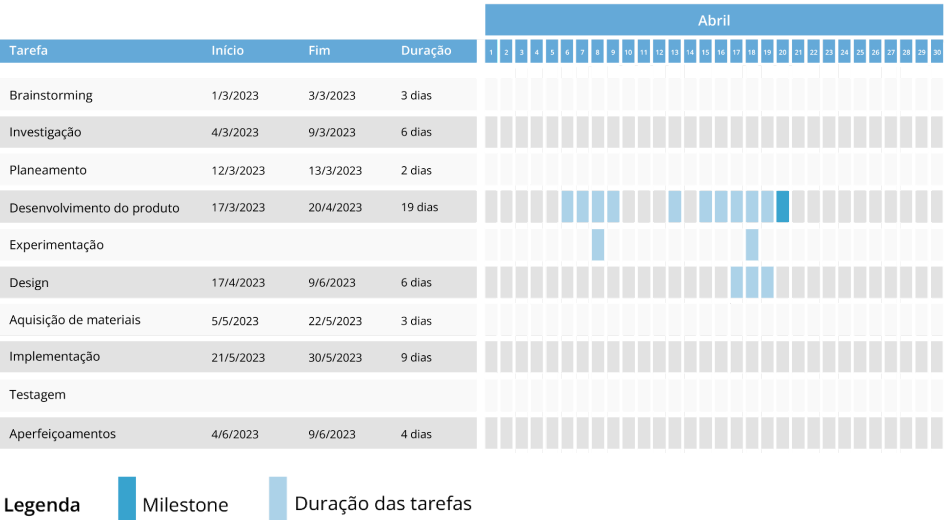 Abril
Tarefa Início Fim Duração 1 2 3 4 5 6 7 8 9 10 11 12 13 14 15 16 17 18 19 20 21 22 23 24 25 26 27 28 29 30
Brainstorming 1/3/2023 3/3/2023 3 dias
Investigação 4/3/2023 9/3/2023 6 dias
Planeamento 12/3/2023 13/3/2023 2 dias
Desenvolvimento do produto 17/3/2023 20/4/2023 19 dias
Experimentação
Design 17/4/2023 9/6/2023 6 dias
Aquisição de materiais 5/5/2023 22/5/2023 3 dias
Implementação 21/5/2023 30/5/2023 9 dias
Testagem
Aperfeiçoamentos 4/6/2023 9/6/2023 4 dias
Legenda Milestone Duração das tarefas